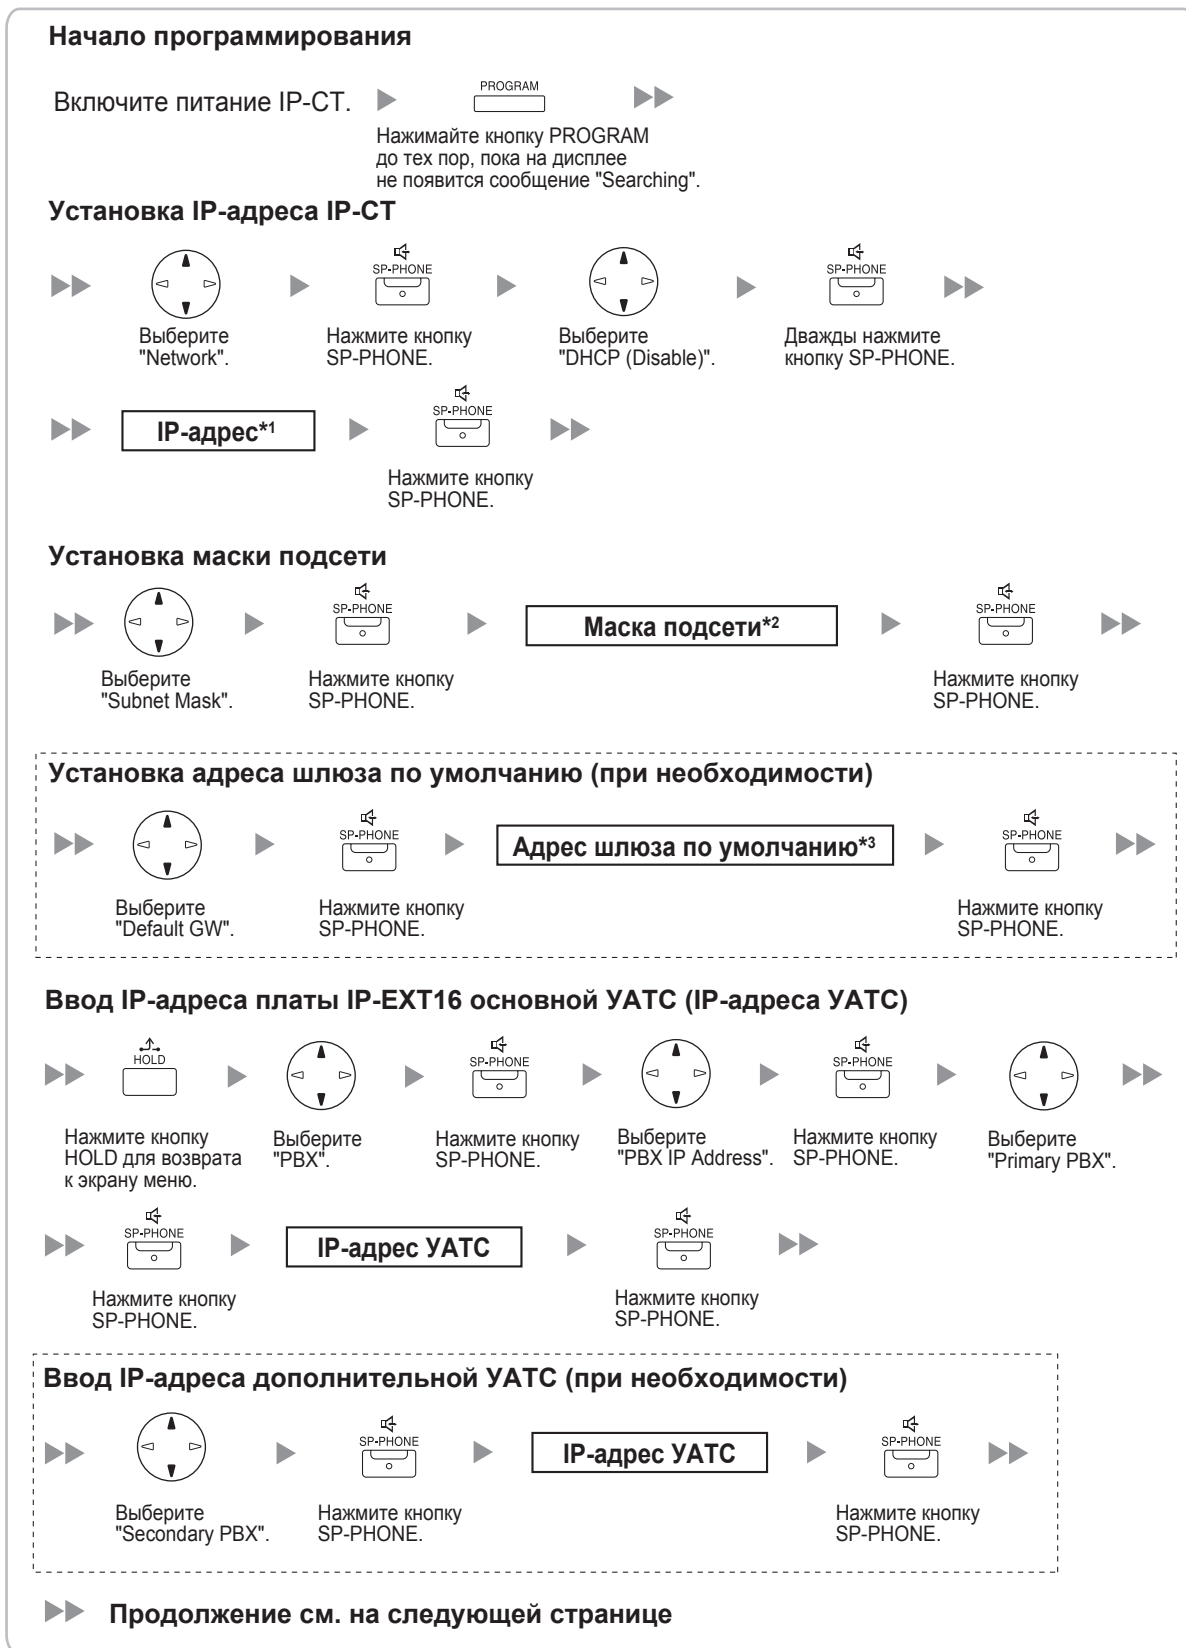 Начало программирования
Включите питание IP-СТ.
PROGRAM
Нажимайте кнопку PROGRAM
до тех пор, пока на дисплее
не появится сообщение "Searching".
Установка IP-адреса IP-СТ
SP-PHONE
SP-PHONE
Выберите
"Network".
Нажмите кнопку
SP-PHONE.
Выберите
"DHCP (Disable)".
Дважды нажмите
кнопку SP-PHONE.
IP-адрес*1
SP-PHONE
Нажмите кнопку
SP-PHONE.
Установка маски подсети
SP-PHONE
Маска подсети*2
SP-PHONE
Выберите
"Subnet Mask".
Нажмите кнопку
SP-PHONE.
Нажмите кнопку
SP-PHONE.
Установка адреса шлюза по умолчанию (при необходимости)
SP-PHONE
Адрес шлюза по умолчанию*3
SP-PHONE
Выберите
"Default GW".
Нажмите кнопку
SP-PHONE.
Нажмите кнопку
SP-PHONE.
Ввод IP-адреса платы IP-EXT16 основной УАТС (IP-адреса УАТС)
HOLD
SP-PHONE
SP-PHONE
Нажмите кнопку
HOLD для возврата
к экрану меню.
Выберите
"PBX".
Нажмите кнопку
SP-PHONE.
Выберите
"PBX IP Address".
Нажмите кнопку
SP-PHONE.
Выберите
"Primary PBX".
SP-PHONE
IP-адрес УАТС
SP-PHONE
Нажмите кнопку
SP-PHONE.
Нажмите кнопку
SP-PHONE.
Ввод IP-адреса дополнительной УАТС (при необходимости)
SP-PHONE
IP-адрес УАТС
SP-PHONE
Выберите
"Secondary PBX".
Нажмите кнопку
SP-PHONE.
Нажмите кнопку
SP-PHONE.
Продолжение см. на следующей странице